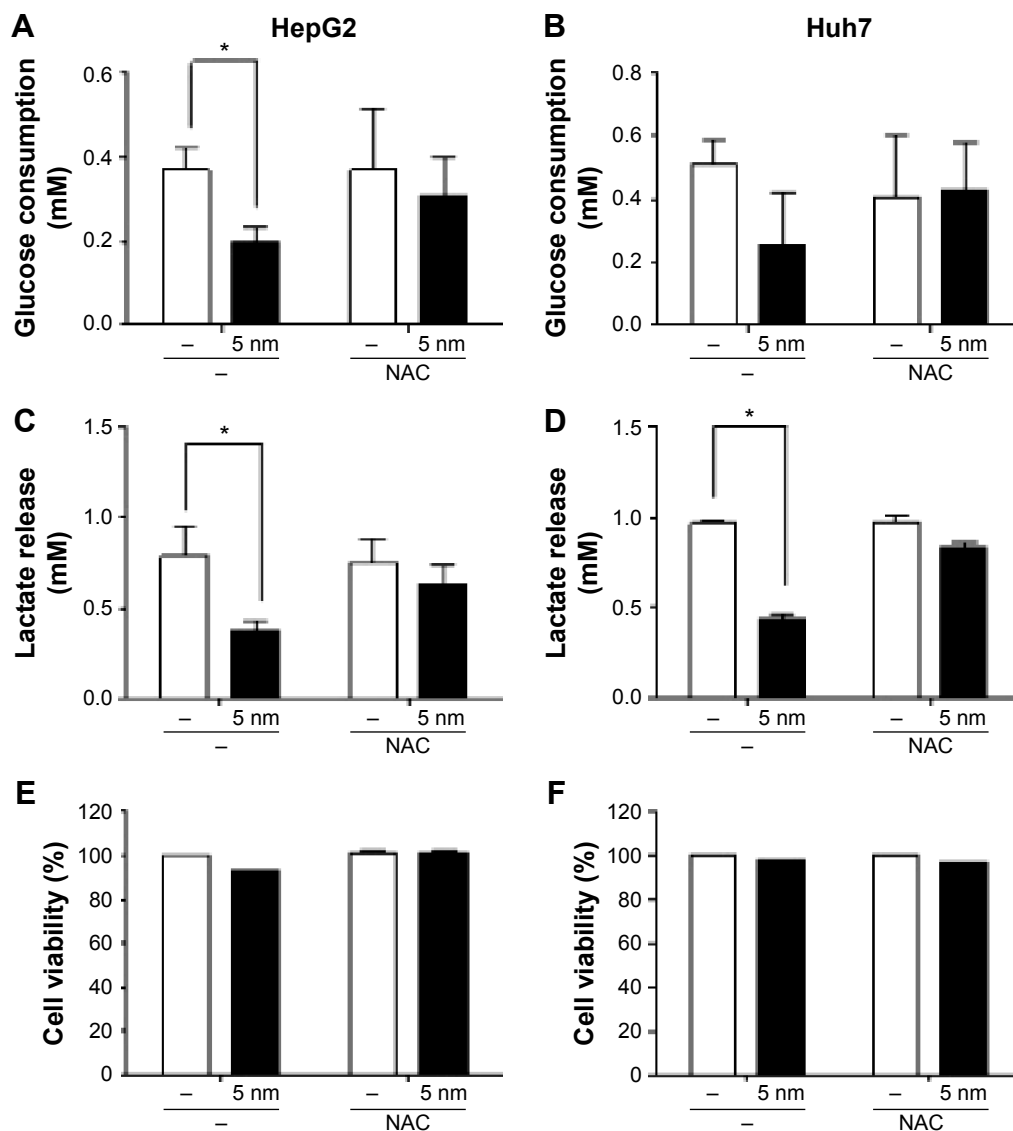 A HepG2
B Huh7
Glucose consumption
(mM)
*
0.6
0.4
0.2
0.0
– 5 nm – 5 nm
– NAC
Glucose consumption
(mM)
0.8
0.6
0.4
0.2
0.0
– 5 nm – 5 nm
– NAC
C
Lactate release
(mM)
*
1.5
1.0
0.5
0.0
– 5 nm – 5 nm
– NAC
D
Lactate release
(mM)
*
1.5
1.0
0.5
0.0
– 5 nm – 5 nm
– NAC
E
Cell viability (%)
120
100
80
60
40
20
0
– 5 nm – 5 nm
– NAC
F
Cell viability (%)
120
100
80
60
40
20
0
– 5 nm – 5 nm
– NAC